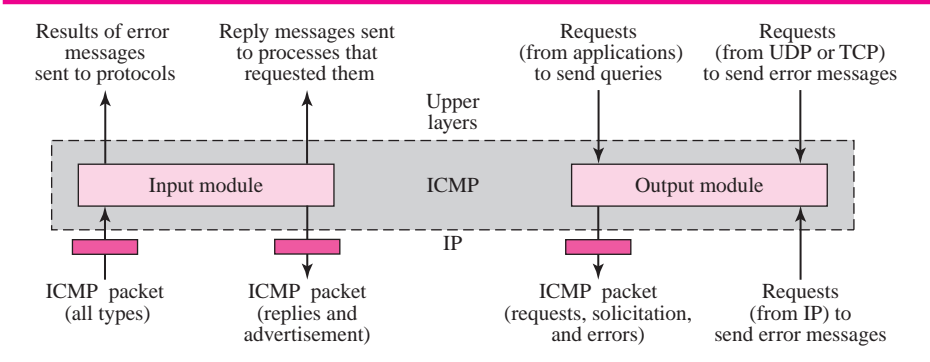 Results of error
messages
sent to protocols
Reply messages sent
to processes that
requested them
Requests
(from applications)
to send queries
Requests
(from UDP or TCP)
to send error messages
Upper
layers
Input module
ICMP
Output module
IP
ICMP packet
(all types)
ICMP packet
(replies and
advertisement)
ICMP packet
(requests, solicitation,
and errors)
Requests
(from IP) to
send error messages